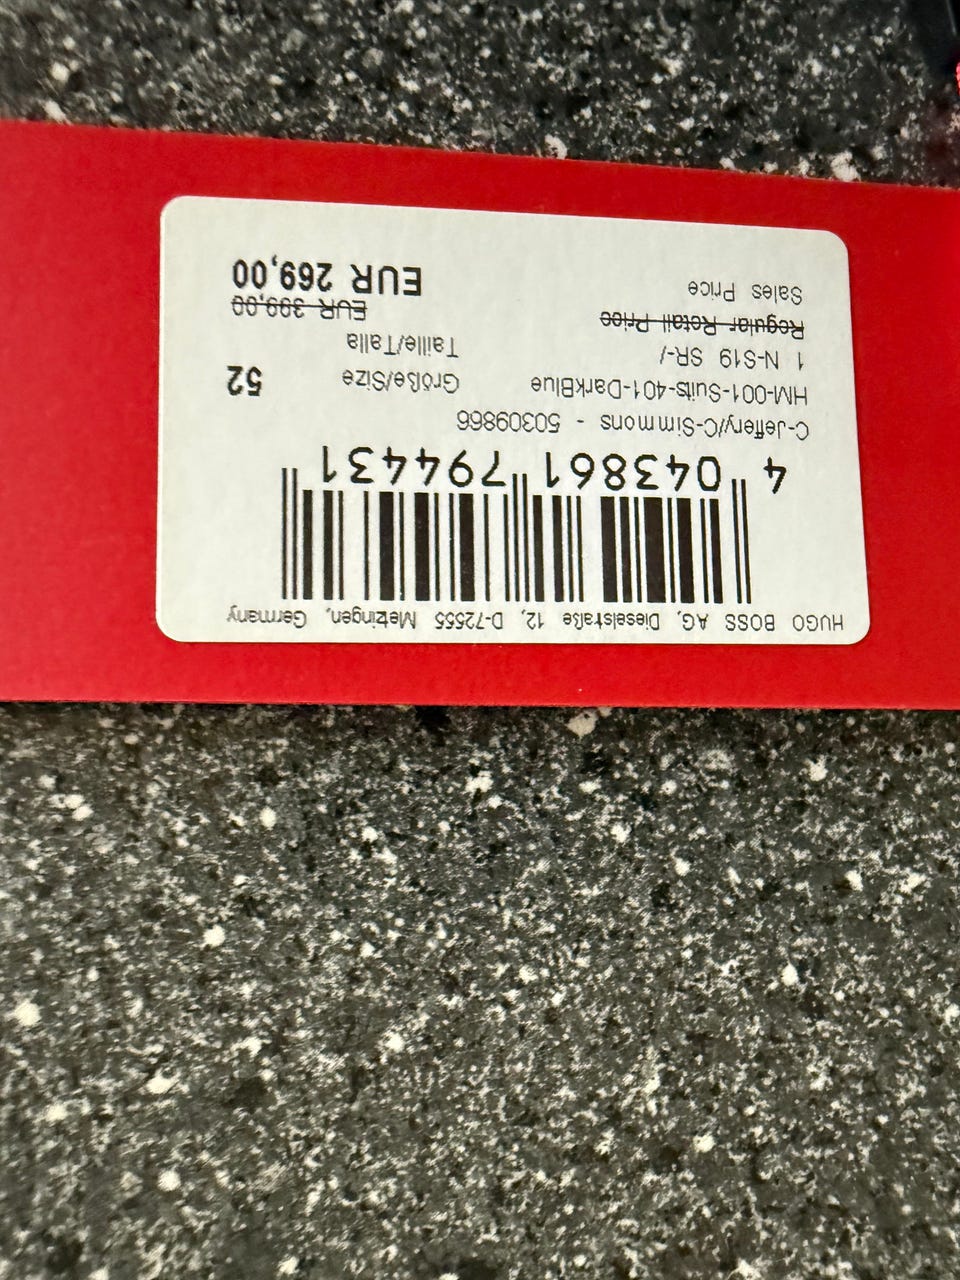 HUGO BOSS AG, Dieselstraße 12, D-72555 Metzingen, Germany
4 043861 794431
C-Jeffery/C-Simmons - 50309866
HM-001-Suits-401-DarkBlue Größe/Size 52
1 N-S19 SR-/ Taille/Talla
Regular Retail Price EUR 399,00
Sales Price EUR 269,00